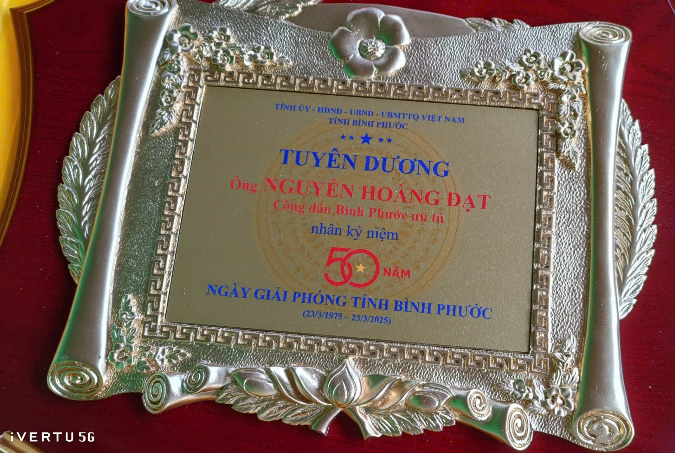 TỈNH ỦY - HĐND - UBND - UBMTTQ VIỆT NAM
TỈNH BÌNH PHƯỚC
TUYÊN DƯƠNG
Ông NGUYỄN HOÀNG ĐẠT
Công dân Bình Phước ưu tú
nhân kỷ niệm
50 NĂM
NGÀY GIẢI PHÓNG TỈNH BÌNH PHƯỚC
(23/3/1975 - 23/3/2025)
iVERTU 5G